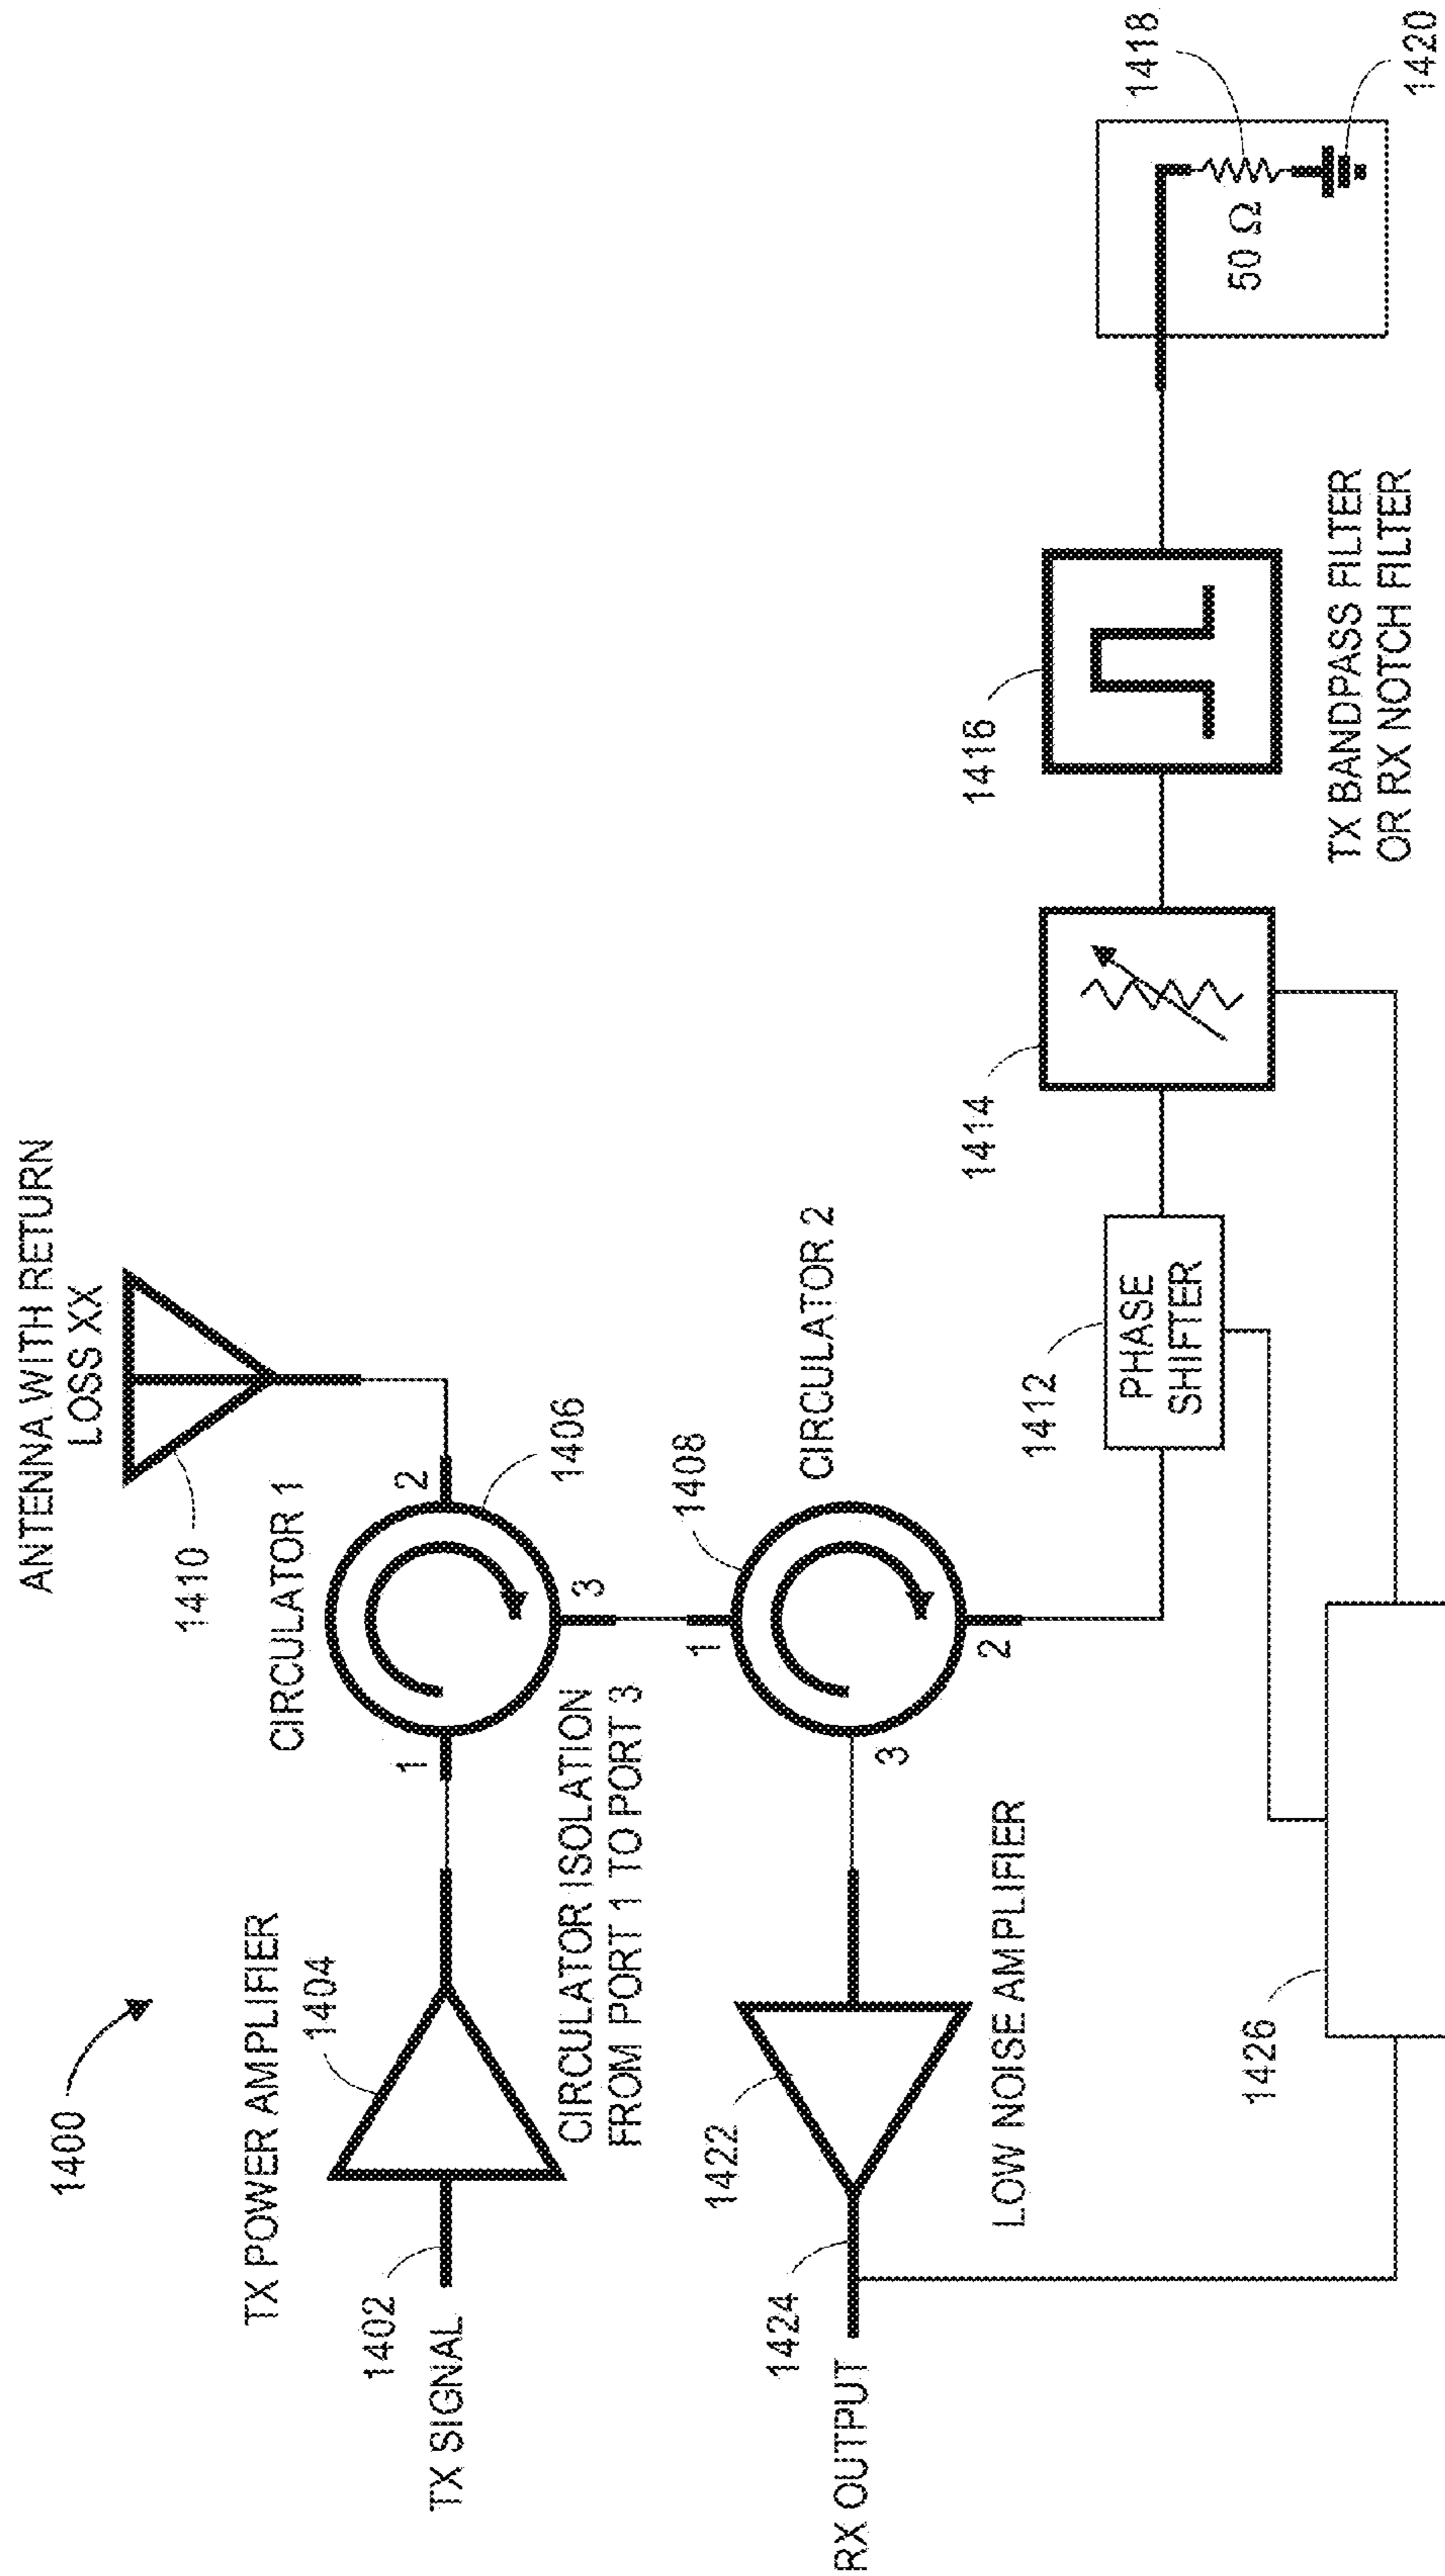 1400
ANTENNA WITH RETURN
LOSS XX
1410
CIRCULATOR 1
TX POWER AMPLIFIER
1404
1402
TX SIGNAL
1
2
3
1406
CIRCULATOR ISOLATION
FROM PORT 1 TO PORT 3
1408
CIRCULATOR 2
1
2
3
1422
LOW NOISE AMPLIFIER
1424
RX OUTPUT
1412
PHASE
SHIFTER
1414
1416
TX BANDPASS FILTER
OR RX NOTCH FILTER
50 Ω
1418
1420
1426